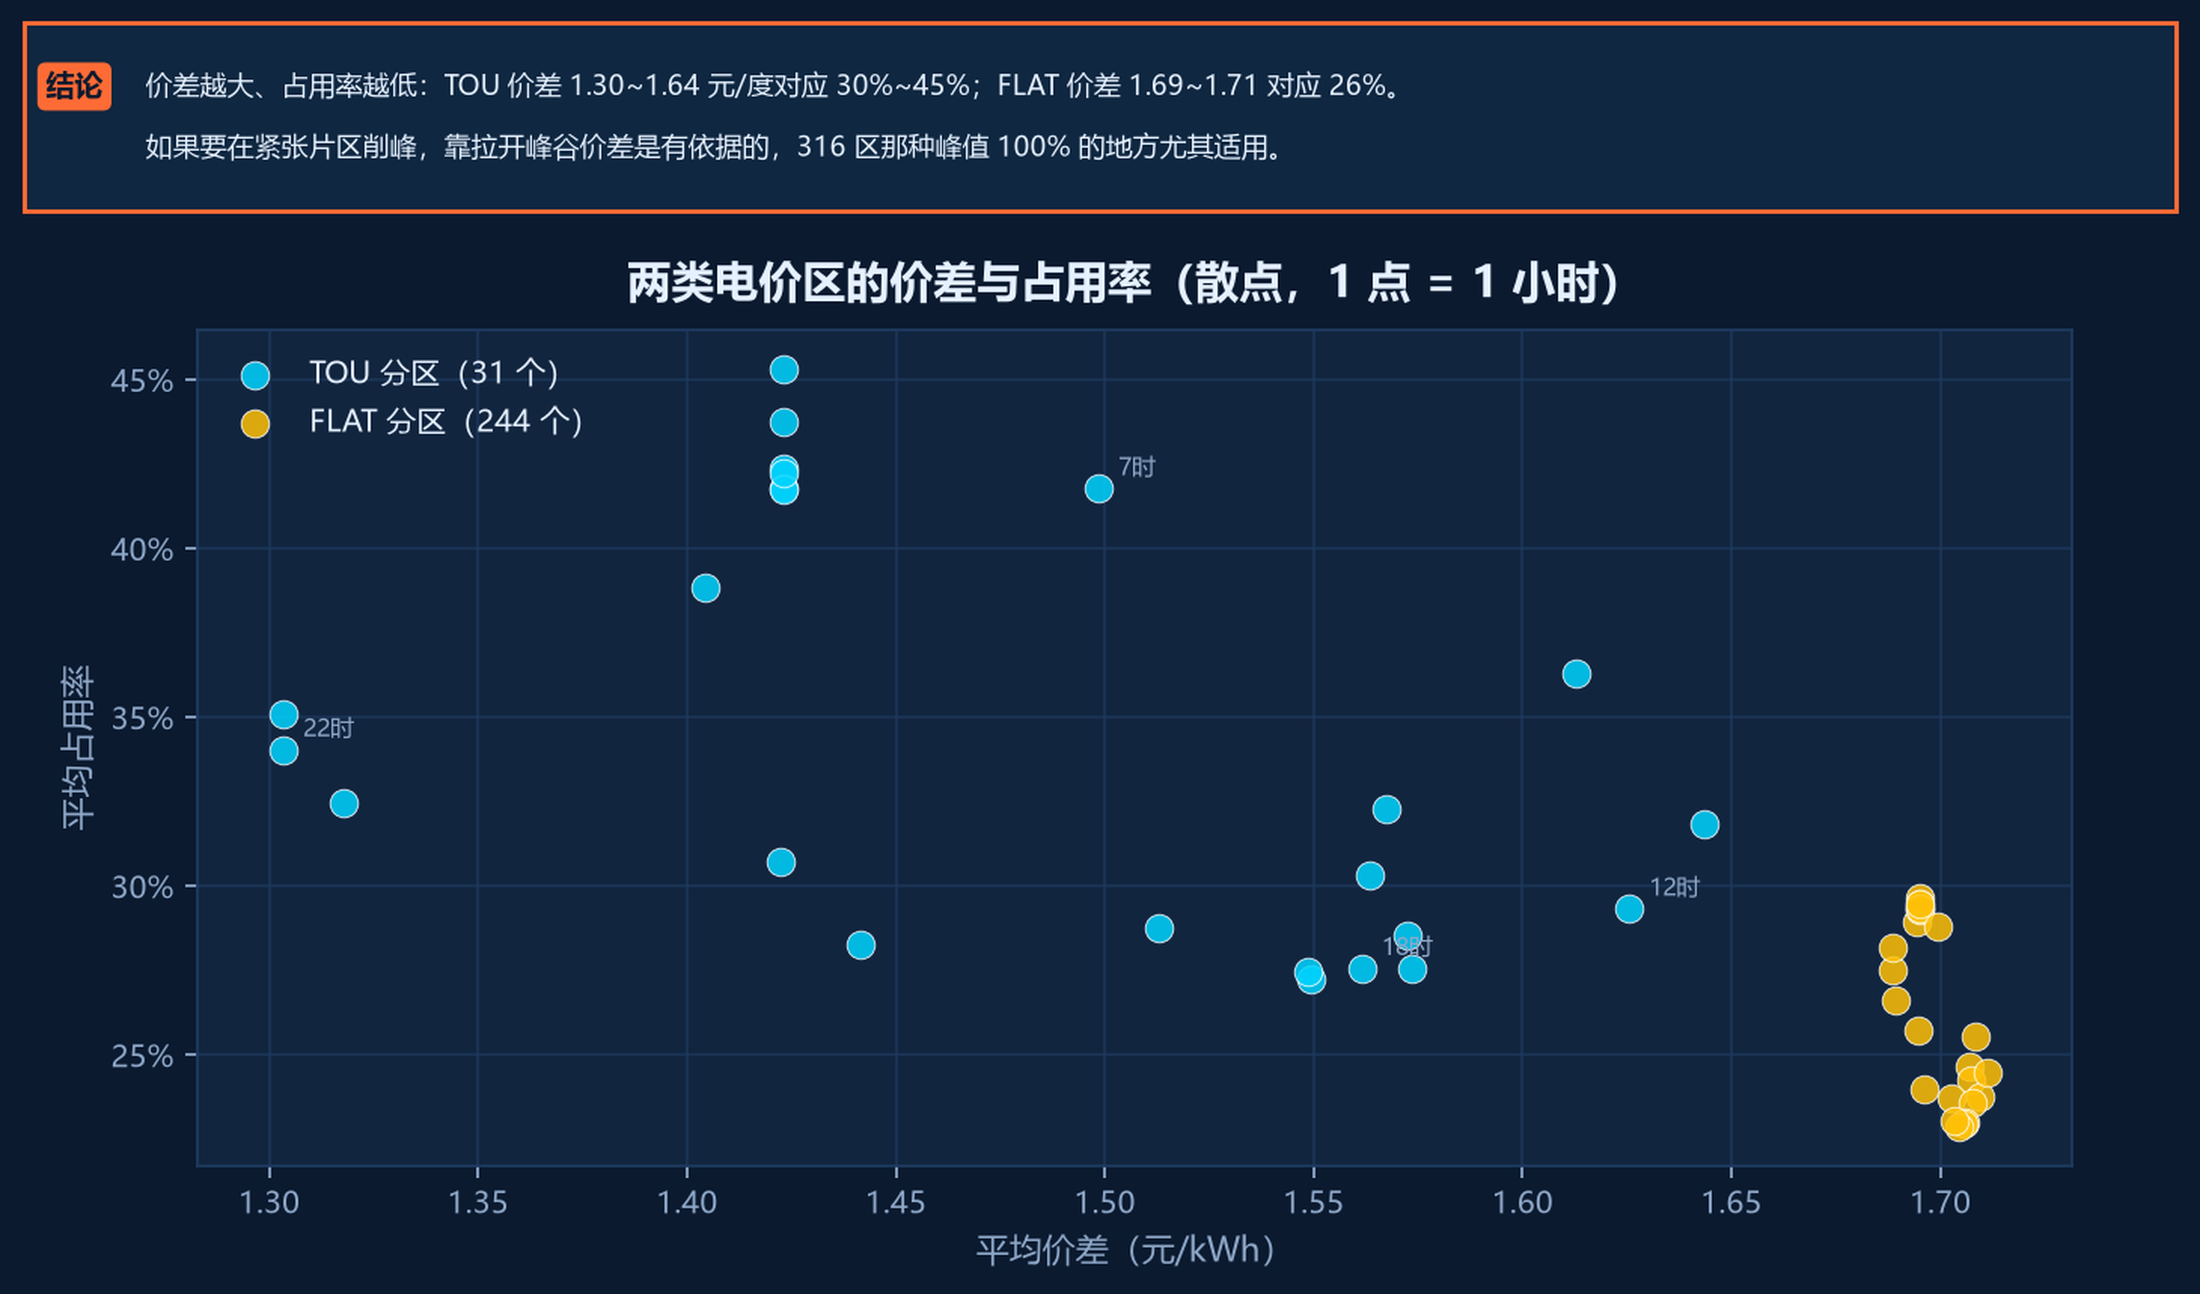 结论
价差越大、占用率越低：TOU 价差 1.30~1.64 元/度对应 30%~45%；FLAT 价差 1.69~1.71 对应 26%。
如果要在紧张片区削峰，靠拉开峰谷价差是有依据的，316 区那种峰值 100% 的地方尤其适用。
两类电价区的价差与占用率（散点，1 点 = 1 小时）
TOU 分区（31 个）
FLAT 分区（244 个）
45%
40%
35%
30%
25%
平均占用率
7时
22时
12时
18时
1.30
1.35
1.40
1.45
1.50
1.55
1.60
1.65
1.70
平均价差（元/kWh）